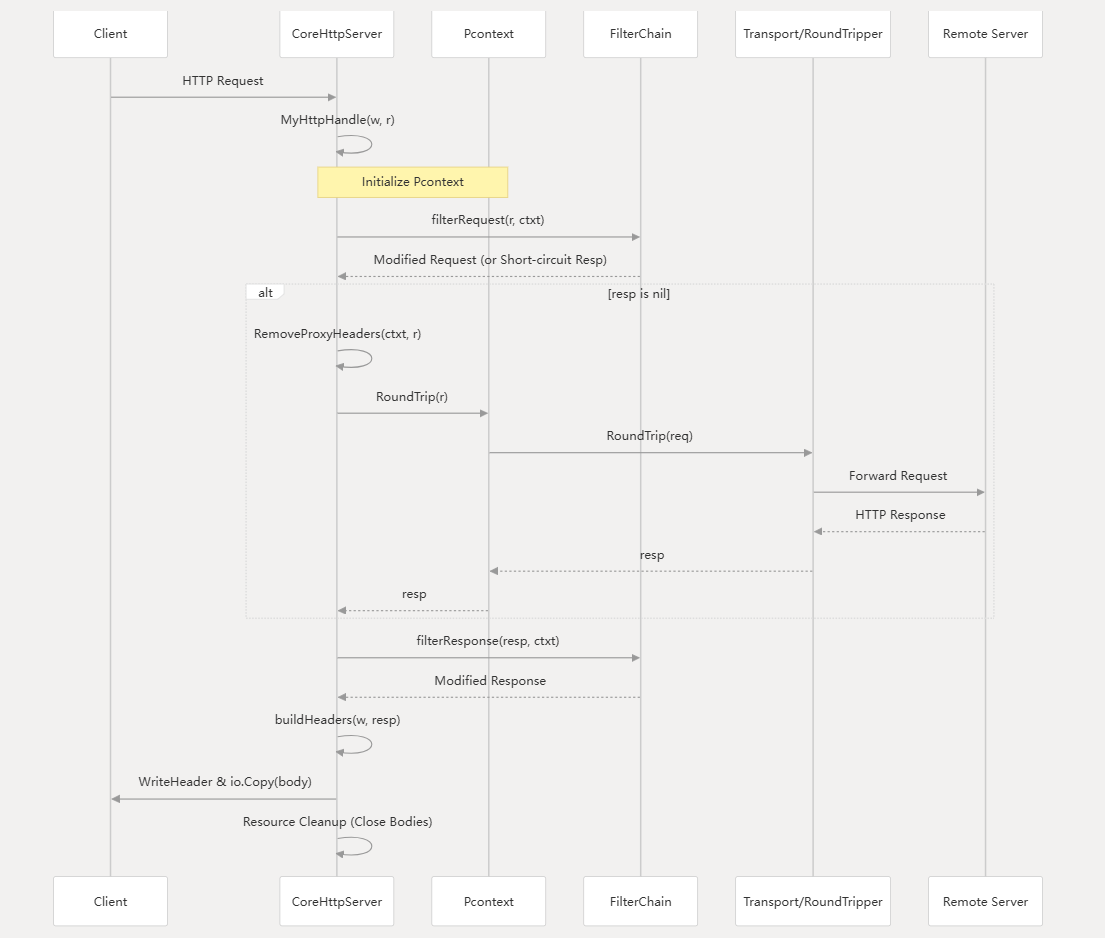 Client
CoreHttpServer
Pcontext
FilterChain
Transport/RoundTripper
Remote Server
HTTP Request
MyHttpHandle(w, r)
Initialize Pcontext
filterRequest(r, ctxt)
Modified Request (or Short-circuit Resp)
alt
[resp is nil]
RemoveProxyHeaders(ctxt, r)
RoundTrip(r)
RoundTrip(req)
Forward Request
HTTP Response
resp
resp
filterResponse(resp, ctxt)
Modified Response
buildHeaders(w, resp)
WriteHeader & io.Copy(body)
Resource Cleanup (Close Bodies)
Client
CoreHttpServer
Pcontext
FilterChain
Transport/RoundTripper
Remote Server